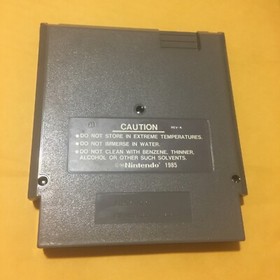 CAUTION REV-A
• DO NOT STORE IN EXTREME TEMPERATURES.
• DO NOT IMMERSE IN WATER.
• DO NOT CLEAN WITH BENZENE, THINNER,
ALCOHOL OR OTHER SUCH SOLVENTS.
Nintendo 1985